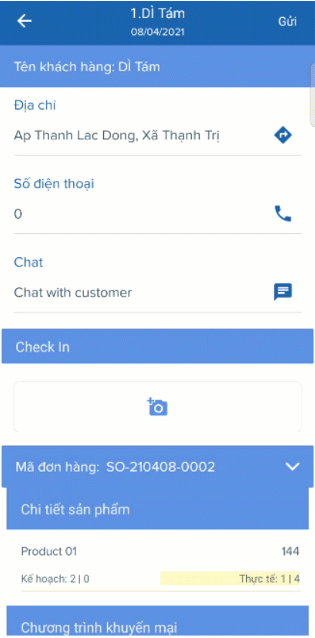 1.DÌ Tám
08/04/2021
Gửi
Tên khách hàng: DÌ Tám
Địa chỉ
Ap Thanh Lac Dong, Xã Thạnh Trị
Số điện thoại
0
Chat
Chat with customer
Check In
Mã đơn hàng: SO-210408-0002
Chi tiết sản phẩm
Product 01 144
Kế hoạch: 2 | 0 Thực tế: 1 | 4
Chương trình khuyến mại